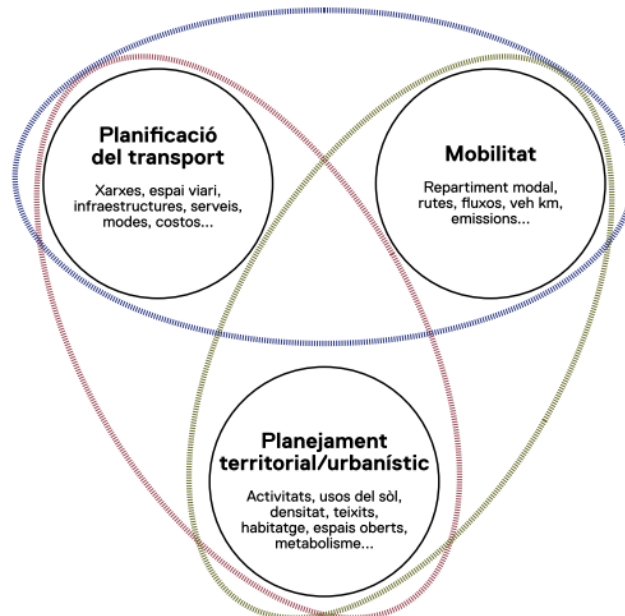 Planificació
del transport
Xarxes, espai viari,
infraestructures, serveis,
modes, costos...
Mobilitat
Repartiment modal,
rutes, fluxos, veh km,
emissions...
Planejament
territorial/urbanístic
Activitats, usos del sòl,
densitat, teixits,
habitatge, espais oberts,
metabolisme...